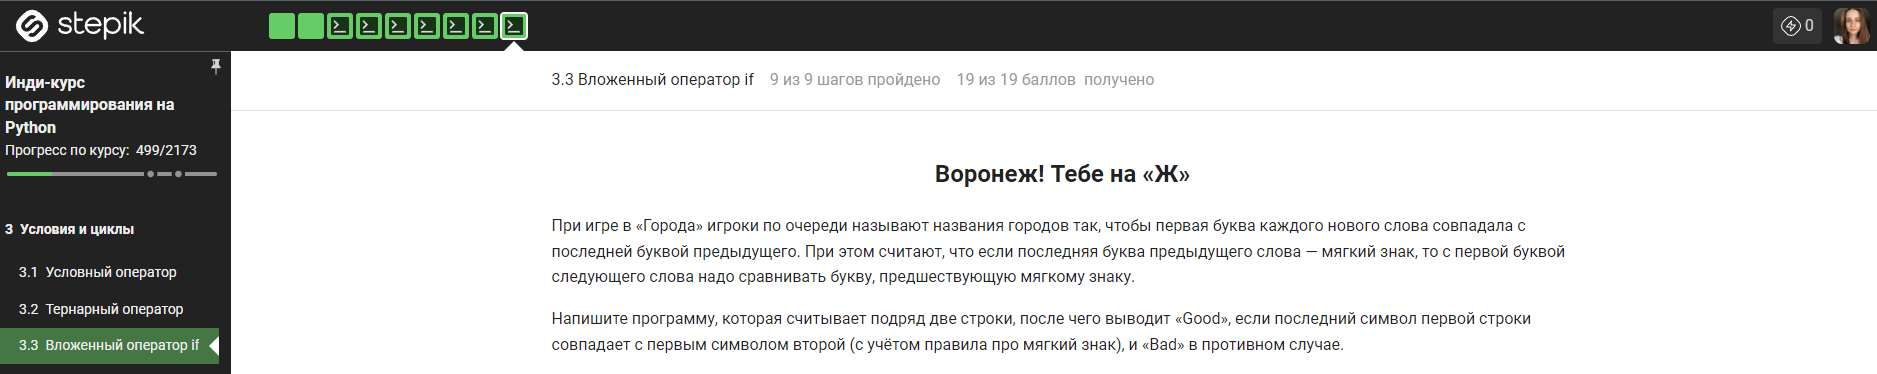 stepik
0
Инди-курс
программирования на
Python
Прогресс по курсу: 499/2173
3 Условия и циклы
3.1 Условный оператор
3.2 Тернарный оператор
3.3 Вложенный оператор if
3.3 Вложенный оператор if 9 из 9 шагов пройдено 19 из 19 баллов получено
Воронеж! Тебе на «Ж»
При игре в «Города» игроки по очереди называют названия городов так, чтобы первая буква каждого нового слова совпадала с
последней буквой предыдущего. При этом считают, что если последняя буква предыдущего слова — мягкий знак, то с первой буквой
следующего слова надо сравнивать букву, предшествующую мягкому знаку.
Напишите программу, которая считывает подряд две строки, после чего выводит «Good», если последний символ первой строки
совпадает с первым символом второй (с учётом правила про мягкий знак), и «Bad» в противном случае.